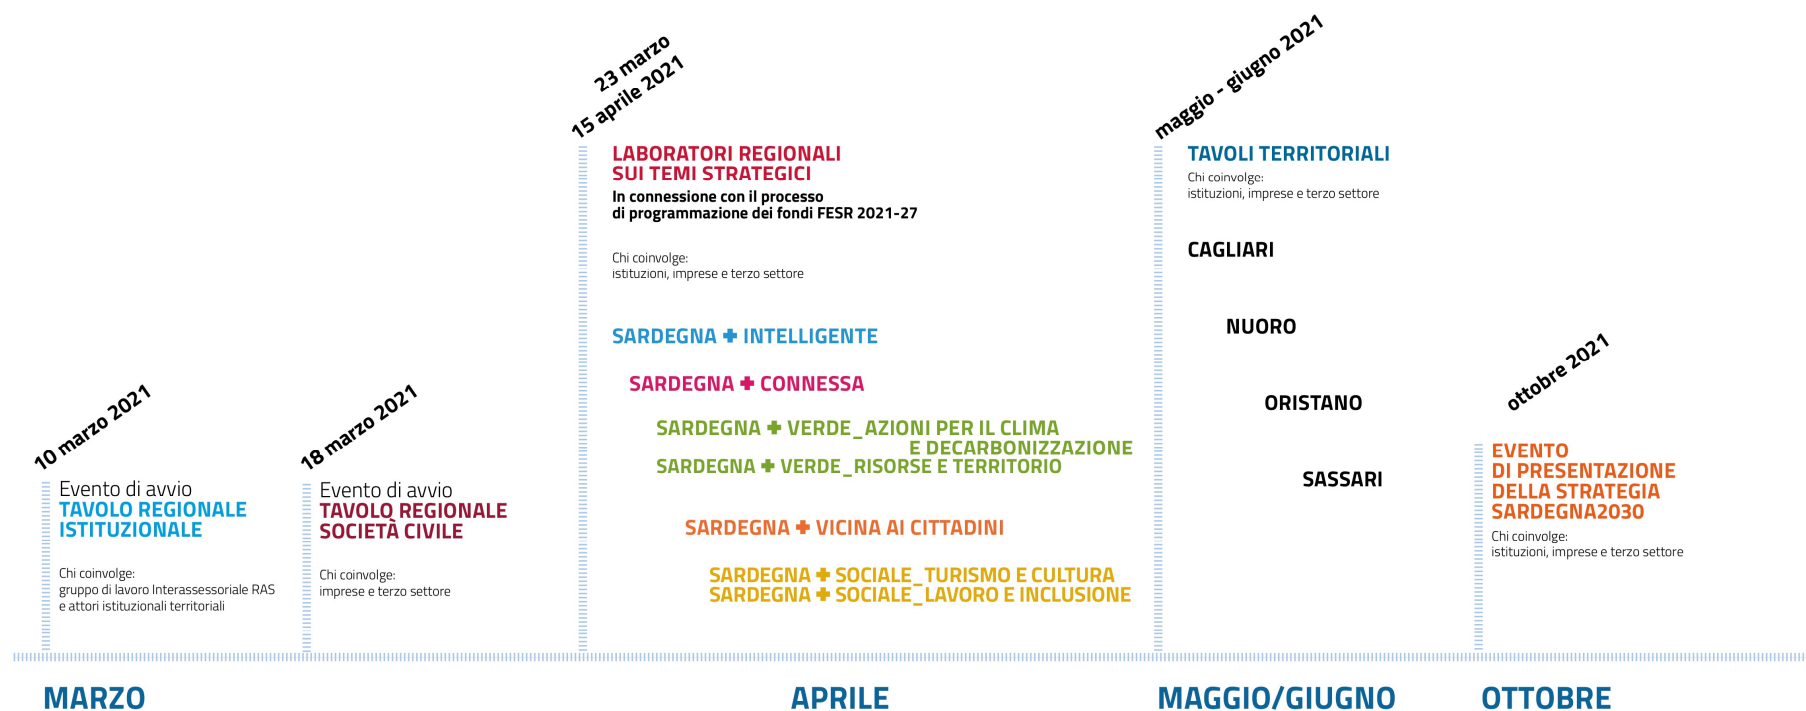 10 marzo 2021
Evento di avvio
TAVOLO REGIONALE
ISTITUZIONALE
Chi coinvolge:
gruppo di lavoro Interassessoriale RAS
e attori istituzionali territoriali
18 marzo 2021
Evento di avvio
TAVOLO REGIONALE
SOCIETÀ CIVILE
Chi coinvolge:
imprese e terzo settore
23 marzo
15 aprile 2021
LABORATORI REGIONALI
SUI TEMI STRATEGICI
In connessione con il processo
di programmazione dei fondi FESR 2021-27
Chi coinvolge:
istituzioni, imprese e terzo settore
SARDEGNA + INTELLIGENTE
SARDEGNA + CONNESSA
SARDEGNA + VERDE_AZIONI PER IL CLIMA
E DECARBONIZZAZIONE
SARDEGNA + VERDE_RISORSE E TERRITORIO
SARDEGNA + VICINA AI CITTADINI
SARDEGNA + SOCIALE_TURISMO E CULTURA
SARDEGNA + SOCIALE_LAVORO E INCLUSIONE
maggio - giugno 2021
TAVOLI TERRITORIALI
Chi coinvolge:
istituzioni, imprese e terzo settore
CAGLIARI
NUORO
ORISTANO
SASSARI
ottobre 2021
EVENTO
DI PRESENTAZIONE
DELLA STRATEGIA
SARDEGNA2030
Chi coinvolge:
istituzioni, imprese e terzo settore
MARZO
APRILE
MAGGIO/GIUGNO
OTTOBRE